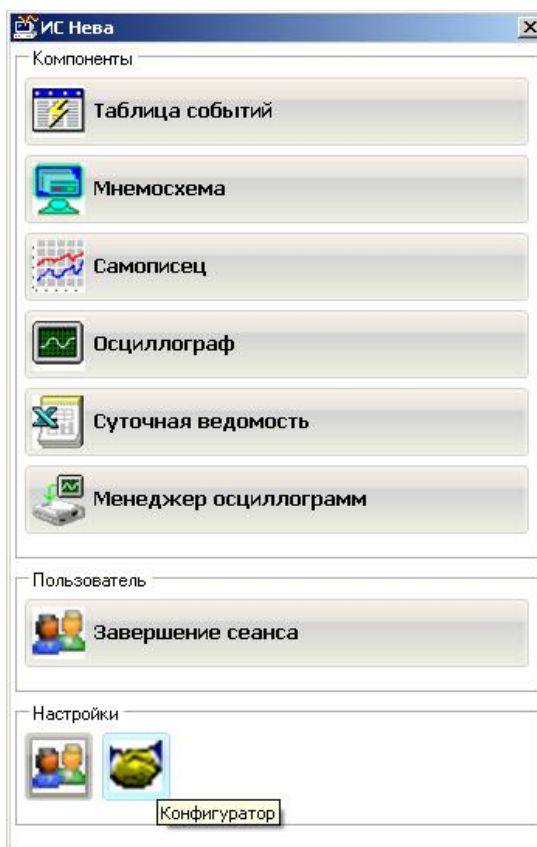 ИС Нева
Компоненты
Таблица событий
Мнемосхема
Самописец
Осциллограф
Суточная ведомость
Менеджер осциллограмм
Пользователь
Завершение сеанса
Настройки
Конфигуратор